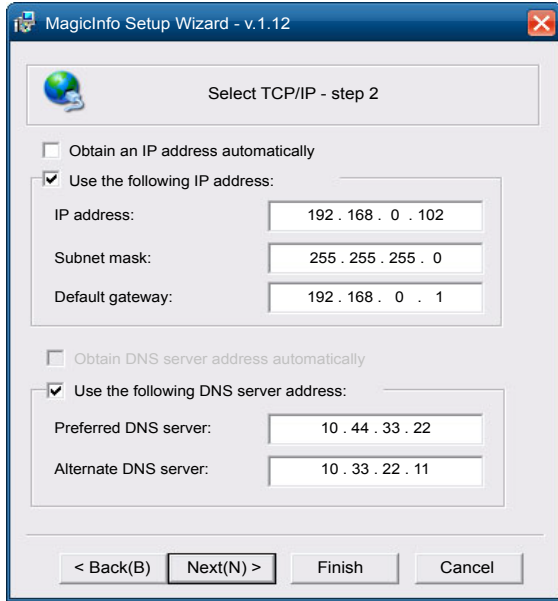 MagicInfo Setup Wizard - v.1.12
Select TCP/IP - step 2
Obtain an IP address automatically
Use the following IP address:
IP address: 192 . 168 . 0 . 102
Subnet mask: 255 . 255 . 255 . 0
Default gateway: 192 . 168 . 0 . 1
Obtain DNS server address automatically
Use the following DNS server address:
Preferred DNS server: 10 . 44 . 33 . 22
Alternate DNS server: 10 . 33 . 22 . 11
< Back(B) Next(N) > Finish Cancel